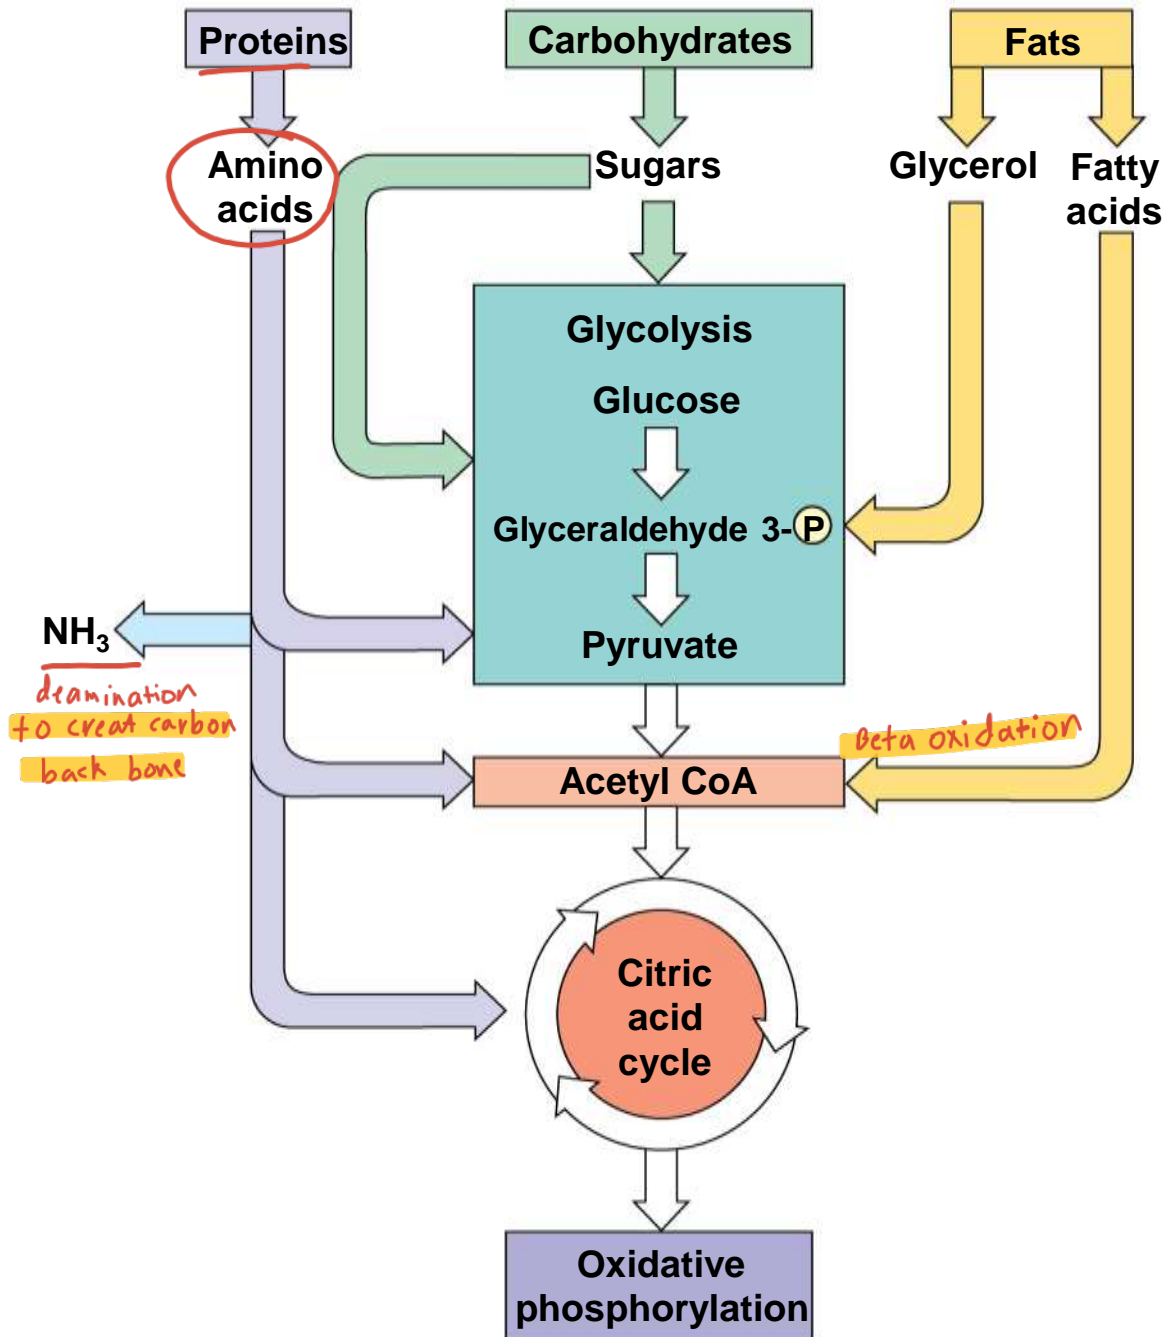 Proteins
Carbohydrates
Fats
Amino
acids
Sugars
Glycerol
Fatty
acids
Glycolysis
Glucose
Glyceraldehyde 3-P
Pyruvate
NH₃
deamination
to creat carbon
back bone
Beta oxidation
Acetyl CoA
Citric
acid
cycle
Oxidative
phosphorylation